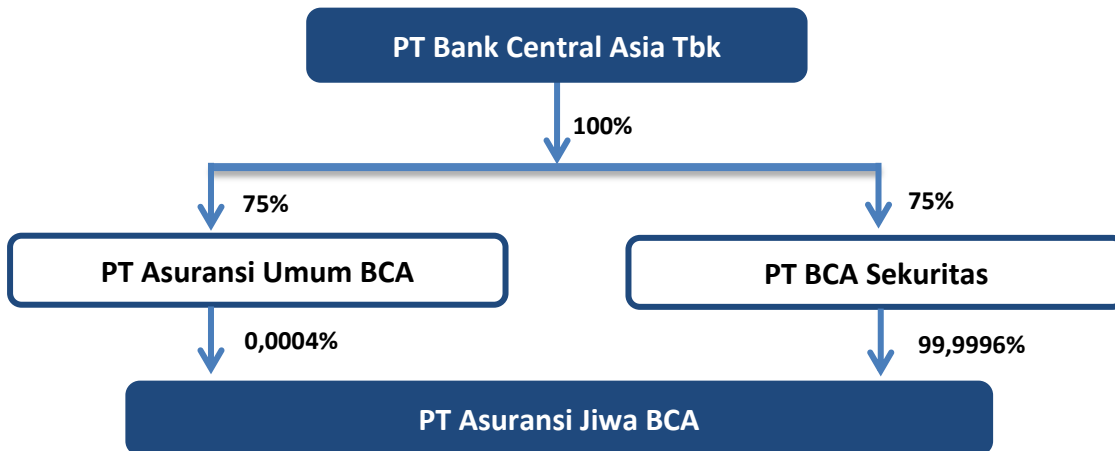 PT Bank Central Asia Tbk
100%
75%
75%
PT Asuransi Umum BCA
PT BCA Sekuritas
0,0004%
99,9996%
PT Asuransi Jiwa BCA